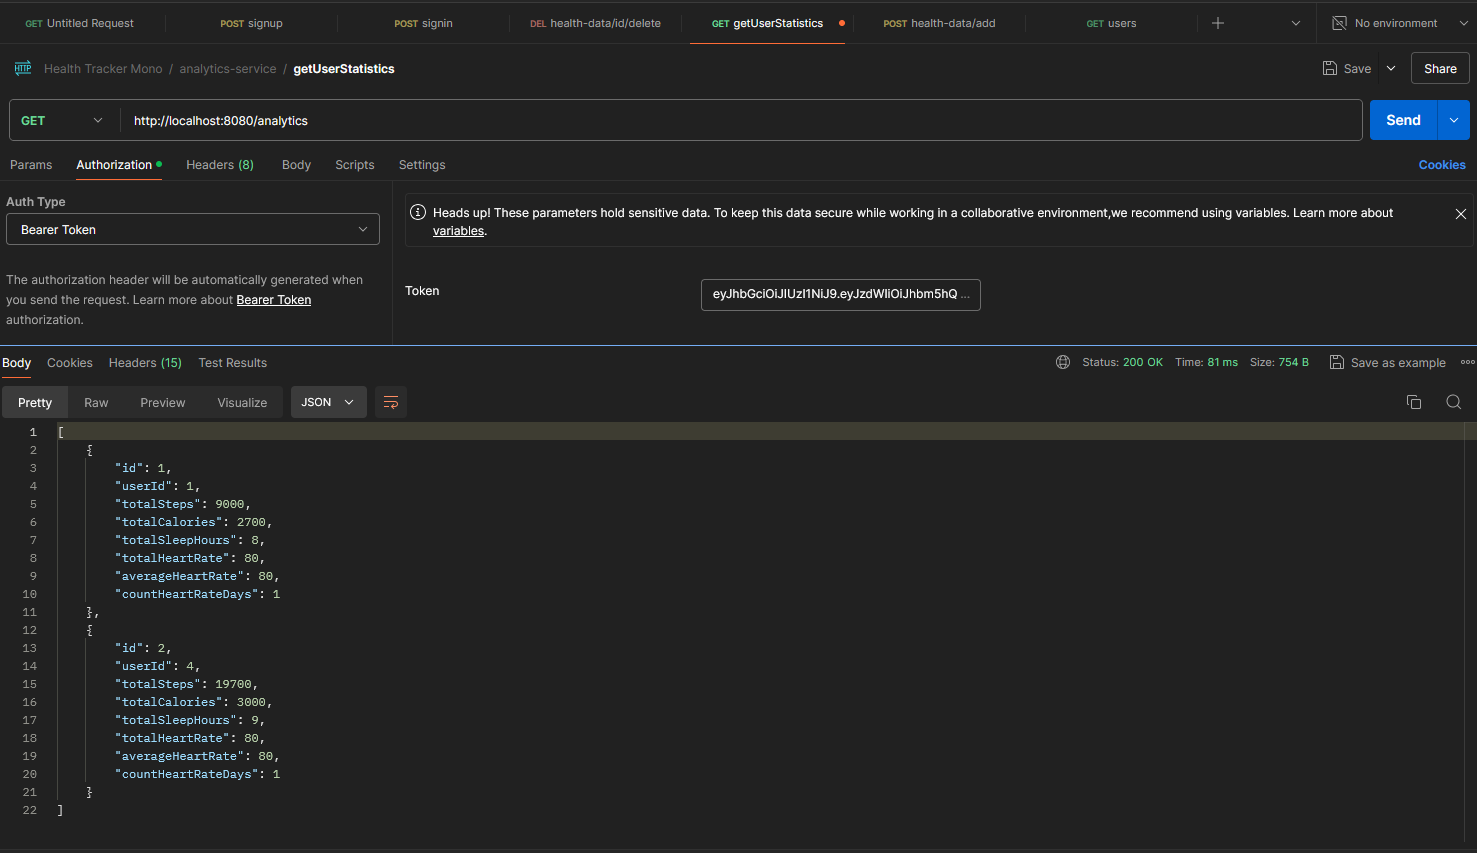 GET Untitled Request
POST signup
POST signin
DEL health-data/id/delete
GET getUserStatistics
POST health-data/add
GET users
No environment
HTTP Health Tracker Mono / analytics-service / getUserStatistics
Save
Share
GET
http://localhost:8080/analytics
Send
Params
Authorization
Headers (8)
Body
Scripts
Settings
Cookies
Auth Type
Bearer Token
The authorization header will be automatically generated when
you send the request. Learn more about Bearer Token
authorization.
Heads up! These parameters hold sensitive data. To keep this data secure while working in a collaborative environment,we recommend using variables. Learn more about
variables.
Token
eyJhbGciOiJIUzI1NiJ9.eyJzdWIiOiJhbm5hQ ...
Body
Cookies
Headers (15)
Test Results
Status: 200 OK
Time: 81 ms
Size: 754 B
Save as example
Pretty
Raw
Preview
Visualize
JSON
1 [
2 {
3 "id": 1,
4 "userId": 1,
5 "totalSteps": 9000,
6 "totalCalories": 2700,
7 "totalSleepHours": 8,
8 "totalHeartRate": 80,
9 "averageHeartRate": 80,
10 "countHeartRateDays": 1
11 },
12 {
13 "id": 2,
14 "userId": 4,
15 "totalSteps": 19700,
16 "totalCalories": 3000,
17 "totalSleepHours": 9,
18 "totalHeartRate": 80,
19 "averageHeartRate": 80,
20 "countHeartRateDays": 1
21 }
22 ]